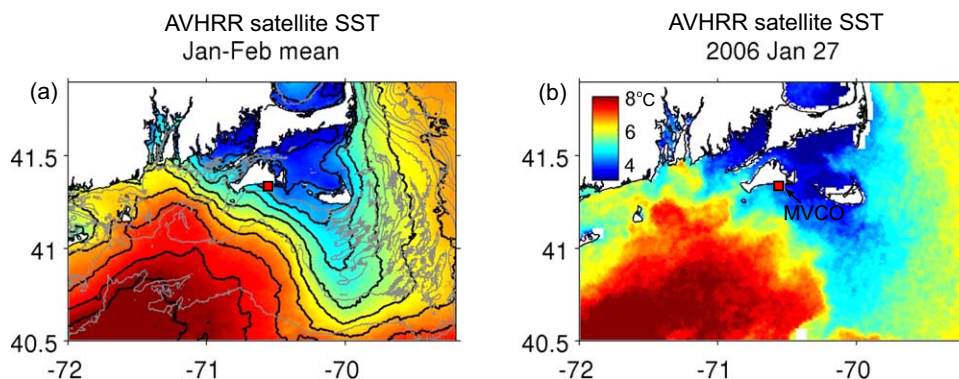 AVHRR satellite SST
Jan-Feb mean
(a)
41.5
41
40.5
-72
-71
-70
AVHRR satellite SST
2006 Jan 27
(b)
8°C
6
4
MVCO
41.5
41
40.5
-72
-71
-70